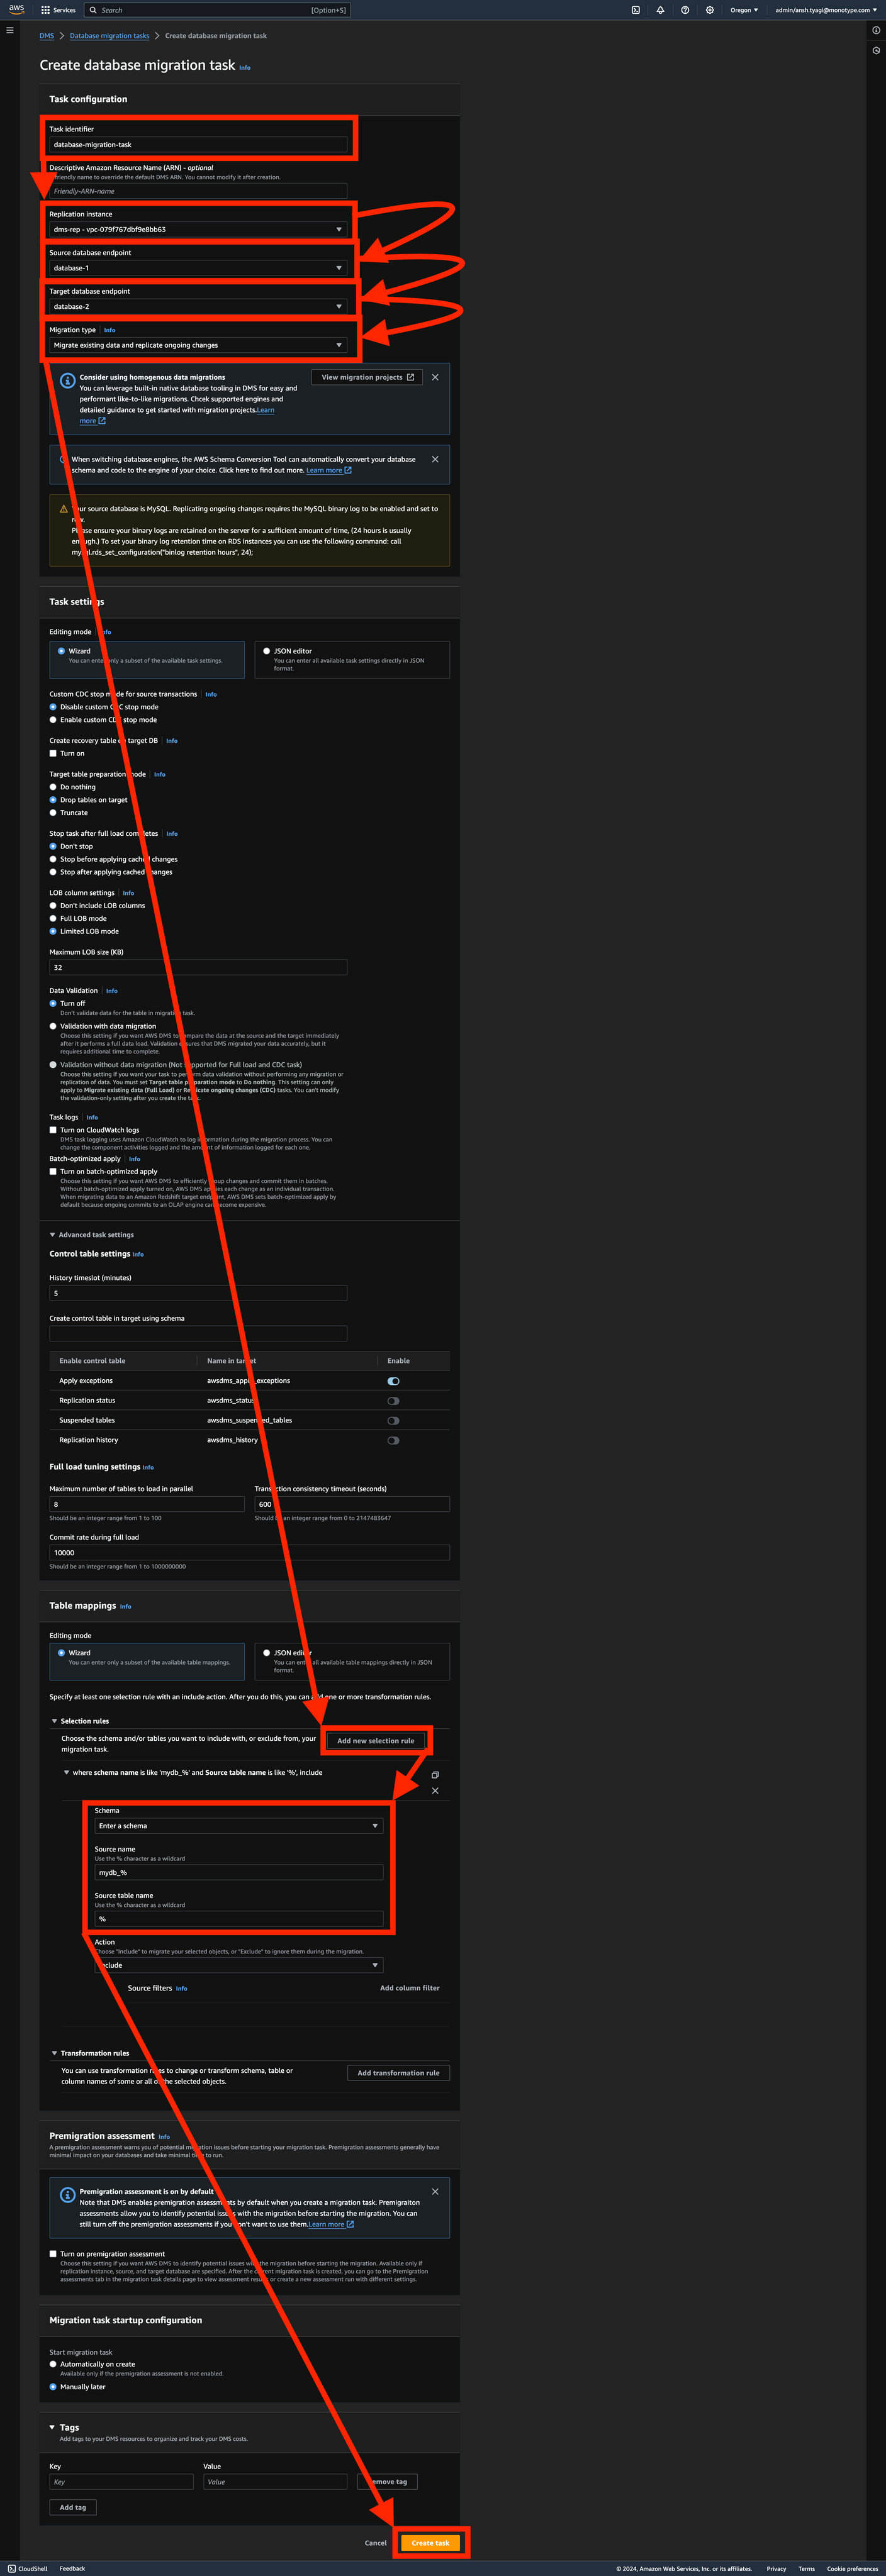 aws
Services
Search
[Option+S]
Oregon
admin/ansh.tyagi@monotype.com
DMS
Database migration tasks
Create database migration task
Create database migration task Info
Task configuration
Task identifier
database-migration-task
Descriptive Amazon Resource Name (ARN) - optional
friendly name to override the default DMS ARN. You cannot modify it after creation.
Friendly-ARN-name
Replication instance
dms-rep - vpc-079f767dbf9e8bb63
Source database endpoint
database-1
Target database endpoint
database-2
Migration type Info
Migrate existing data and replicate ongoing changes
Consider using homogenous data migrations
You can leverage built-in native database tooling in DMS for easy and
performant like-to-like migrations. Chcek supported engines and
detailed guidance to get started with migration projects.Learn
more
View migration projects
When switching database engines, the AWS Schema Conversion Tool can automatically convert your database
schema and code to the engine of your choice. Click here to find out more. Learn more
Your source database is MySQL. Replicating ongoing changes requires the MySQL binary log to be enabled and set to
row.
Please ensure your binary logs are retained on the server for a sufficient amount of time, (24 hours is usually
enough.) To set your binary log retention time on RDS instances you can use the following command: call
mysql.rds_set_configuration("binlog retention hours", 24);
Task settings
Editing mode Info
Wizard
You can enter only a subset of the available task settings.
JSON editor
You can enter all available task settings directly in JSON
format.
Custom CDC stop mode for source transactions Info
Disable custom CDC stop mode
Enable custom CDC stop mode
Create recovery table on target DB Info
Turn on
Target table preparation mode Info
Do nothing
Drop tables on target
Truncate
Stop task after full load completes Info
Don't stop
Stop before applying cached changes
Stop after applying cached changes
LOB column settings Info
Don't include LOB columns
Full LOB mode
Limited LOB mode
Maximum LOB size (KB)
32
Data Validation Info
Turn off
Don't validate data for the table in migration task.
Validation with data migration
Choose this setting if you want AWS DMS to compare the data at the source and the target immediately
after it performs a full data load. Validation ensures that DMS migrated your data accurately, but it
requires additional time to complete.
Validation without data migration (Not supported for Full load and CDC task)
Choose this setting if you want your task to perform data validation without performing any migration or
replication of data. You must set Target table preparation mode to Do nothing. This setting can only
apply to Migrate existing data (Full Load) or Replicate ongoing changes (CDC) tasks. You can't modify
the validation-only setting after you create the task.
Task logs Info
Turn on CloudWatch logs
DMS task logging uses Amazon CloudWatch to log information during the migration process. You can
change the component activities logged and the amount of information logged for each one.
Batch-optimized apply Info
Turn on batch-optimized apply
Choose this setting if you want AWS DMS to efficiently group changes and commit them in batches.
Without batch-optimized apply turned on, AWS DMS applies each change as an individual transaction.
When migrating data to an Amazon Redshift target endpoint, AWS DMS sets batch-optimized apply by
default because ongoing commits to an OLAP engine can become expensive.
Advanced task settings
Control table settings Info
History timeslot (minutes)
5
Create control table in target using schema
Enable control table Name in target Enable
Apply exceptions awsdms_apply_exceptions
Replication status awsdms_status
Suspended tables awsdms_suspended_tables
Replication history awsdms_history
Full load tuning settings Info
Maximum number of tables to load in parallel
8
Should be an integer range from 1 to 100
Transaction consistency timeout (seconds)
600
Should be an integer range from 0 to 2147483647
Commit rate during full load
10000
Should be an integer range from 1 to 1000000000
Table mappings Info
Editing mode
Wizard
You can enter only a subset of the available table mappings.
JSON editor
You can enter all available table mappings directly in JSON
format.
Specify at least one selection rule with an include action. After you do this, you can add one or more transformation rules.
Selection rules
Choose the schema and/or tables you want to include with, or exclude from, your
migration task.
Add new selection rule
where schema name is like 'mydb_%' and Source table name is like '%', include
Schema
Enter a schema
Source name
Use the % character as a wildcard
mydb_%
Source table name
Use the % character as a wildcard
%
Action
Choose "Include" to migrate your selected objects, or "Exclude" to ignore them during the migration.
Include
Source filters Info
Add column filter
Transformation rules
You can use transformation rules to change or transform schema, table or
column names of some or all of the selected objects.
Add transformation rule
Premigration assessment Info
A premigration assessment warns you of potential migration issues before starting your migration task. Premigration assessments generally have
minimal impact on your databases and take minimal time to run.
Premigration assessment is on by default
Note that DMS enables premigration assessments by default when you create a migration task. Premigraiton
assessments allow you to identify potential issues with the migration before starting the migration. You can
still turn off the premigration assessments if you don't want to use them.Learn more
Turn on premigration assessment
Choose this setting if you want AWS DMS to identify potential issues with the migration before starting the migration. Available only if
replication instance, source, and target database are specified. After the current migration task is created, you can go to the Premigration
assessments tab in the migration task details page to view assessment results or create a new assessment run with different settings.
Migration task startup configuration
Start migration task
Automatically on create
Available only if the premigration assessment is not enabled.
Manually later
Tags
Add tags to your DMS resources to organize and track your DMS costs.
Key
Key
Value
Value
Remove tag
Add tag
Cancel
Create task
CloudShell
Feedback
© 2024, Amazon Web Services, Inc. or its affiliates.
Privacy
Terms
Cookie preferences